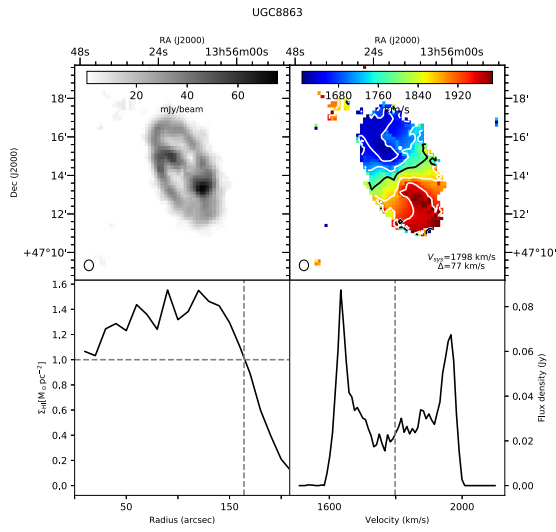 UGC8863
RA (J2000)
RA (J2000)
48s 24s 13h56m00s
48s 24s 13h56m00s
20 40 60
1680 1760 1840 1920
mJy/beam
km/s
Dec (J2000)
18'
16'
14'
12'
+47°10'
18'
16'
14'
12'
+47°10'
V_sys=1798 km/s
Δ=77 km/s
Σ_HI[M_⊙pc^−2]
1.6
1.4
1.2
1.0
0.8
0.6
0.4
0.2
0.0
50 150
Radius (arcsec)
1600 1800 2000
Velocity (km/s)
0.08
0.06
0.04
0.02
0.00
Flux density (Jy)